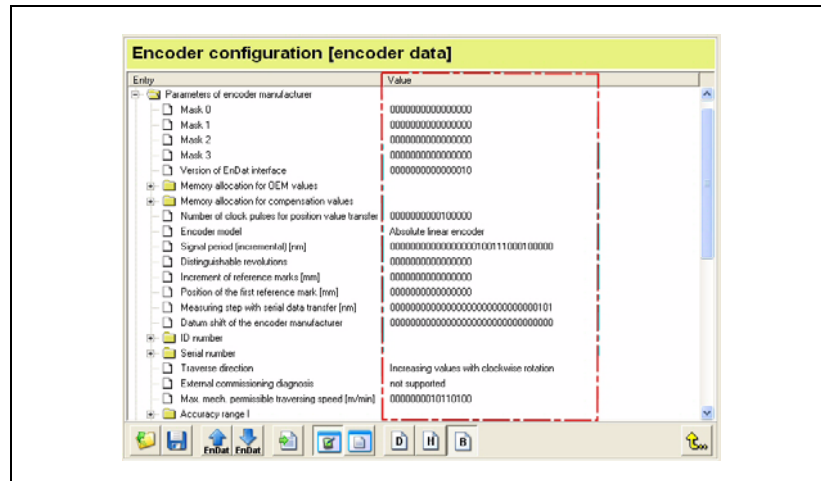 Encoder configuration [encoder data]
Entry Value
Parameters of encoder manufacturer
Mask 0 0000000000000000
Mask 1 0000000000000000
Mask 2 0000000000000000
Mask 3 0000000000000000
Version of EnDat interface 0000000000000010
Memory allocation for OEM values
Memory allocation for compensation values
Number of clock pulses for position value transfer 0000000000100000
Encoder model Absolute linear encoder
Signal period (incremental) [nm] 00000000000000000100111000100000
Distinguishable revolutions 0000000000000000
Increment of reference marks [mm] 0000000000000000
Position of the first reference mark [mm] 0000000000000000
Measuring step with serial data transfer [nm] 00000000000000000000000000000101
Datum shift of the encoder manufacturer 00000000000000000000000000000000
ID number
Serial number
Traverse direction Increasing values with clockwise rotation
External commissioning diagnosis not supported
Max. mech. permissible traversing speed [m/min] 0000000010110100
Accuracy range I
EnDat EnDat D H B